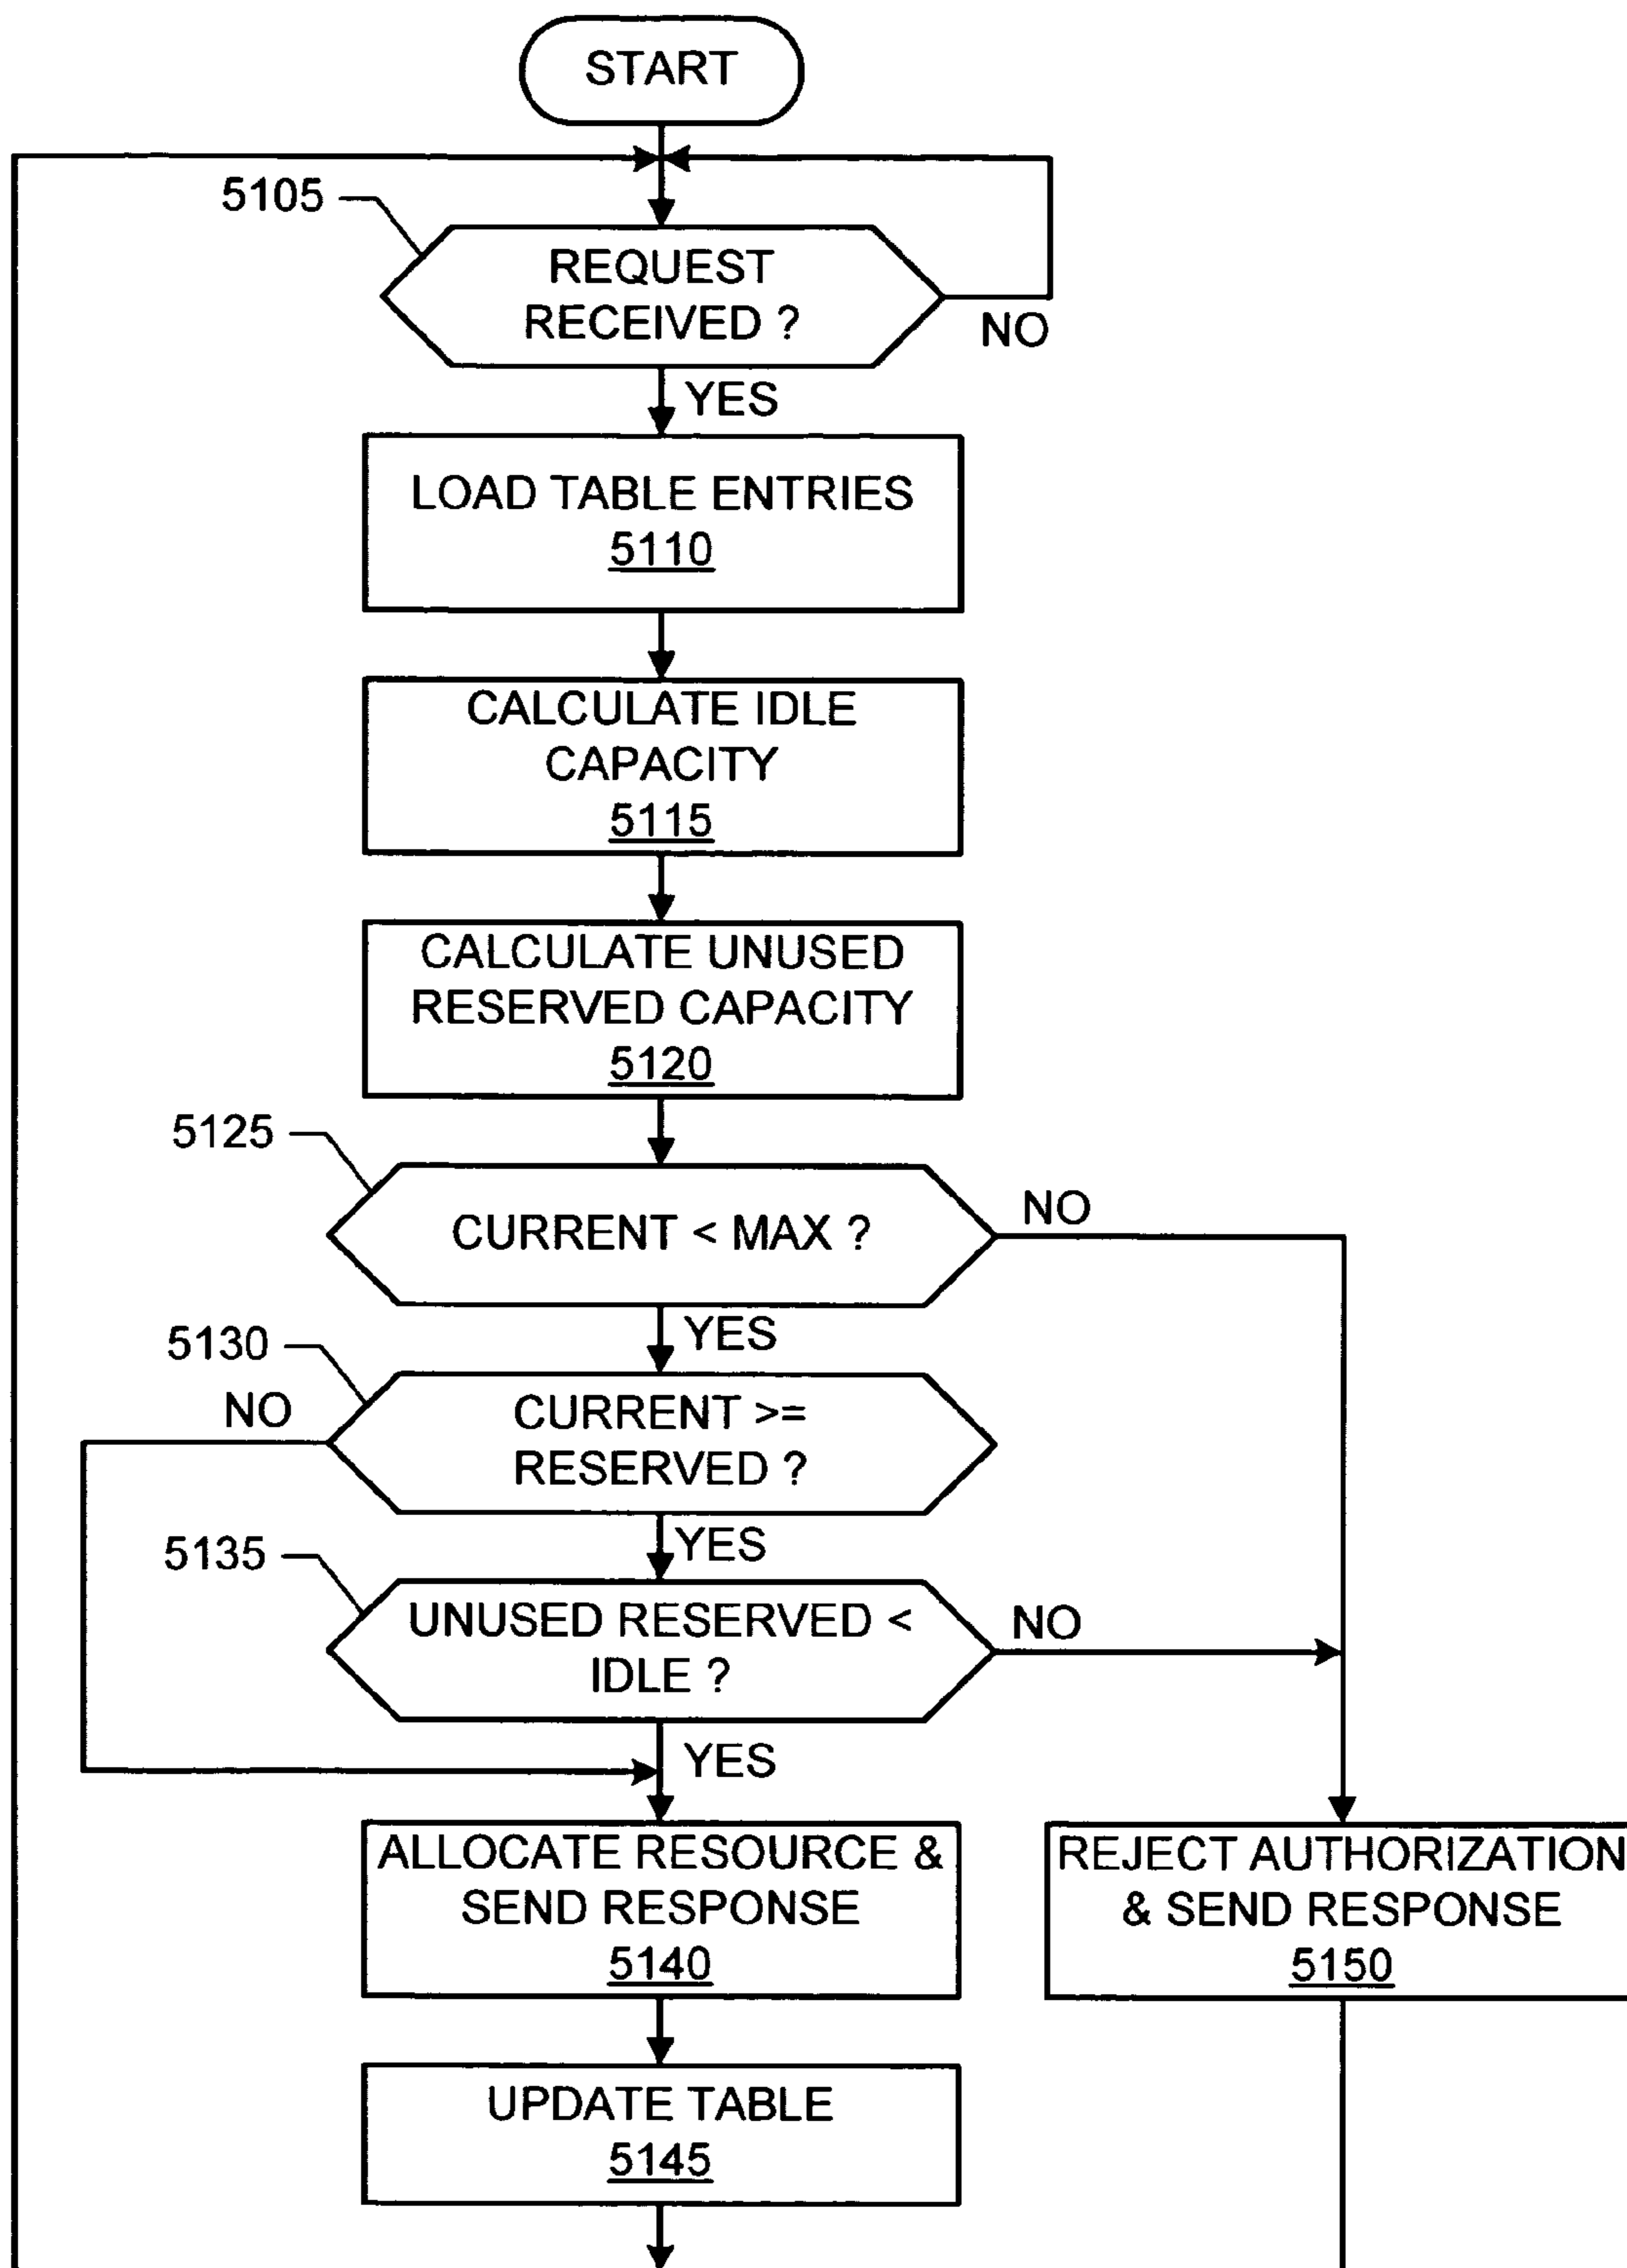 START
5105
REQUEST
RECEIVED ?
NO
YES
LOAD TABLE ENTRIES
5110
CALCULATE IDLE
CAPACITY
5115
CALCULATE UNUSED
RESERVED CAPACITY
5120
5125
CURRENT < MAX ?
NO
YES
5130
NO
CURRENT >=
RESERVED ?
YES
5135
UNUSED RESERVED <
IDLE ?
NO
YES
ALLOCATE RESOURCE &
SEND RESPONSE
5140
REJECT AUTHORIZATION
& SEND RESPONSE
5150
UPDATE TABLE
5145